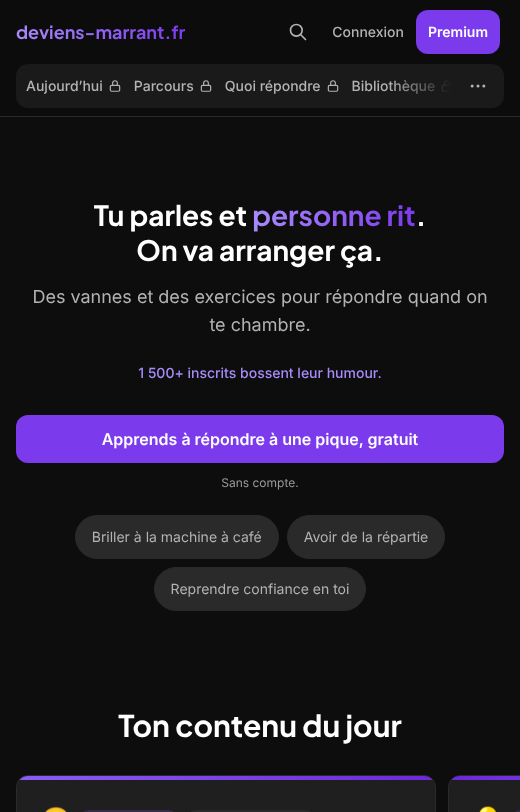 deviens-marrant.fr
Connexion
Premium
Aujourd’hui
Parcours
Quoi répondre
Bibliothèque
Tu parles et personne rit.
On va arranger ça.
Des vannes et des exercices pour répondre quand on
te chambre.
1 500+ inscrits bossent leur humour.
Apprends à répondre à une pique, gratuit
Sans compte.
Briller à la machine à café
Avoir de la répartie
Reprendre confiance en toi
Ton contenu du jour